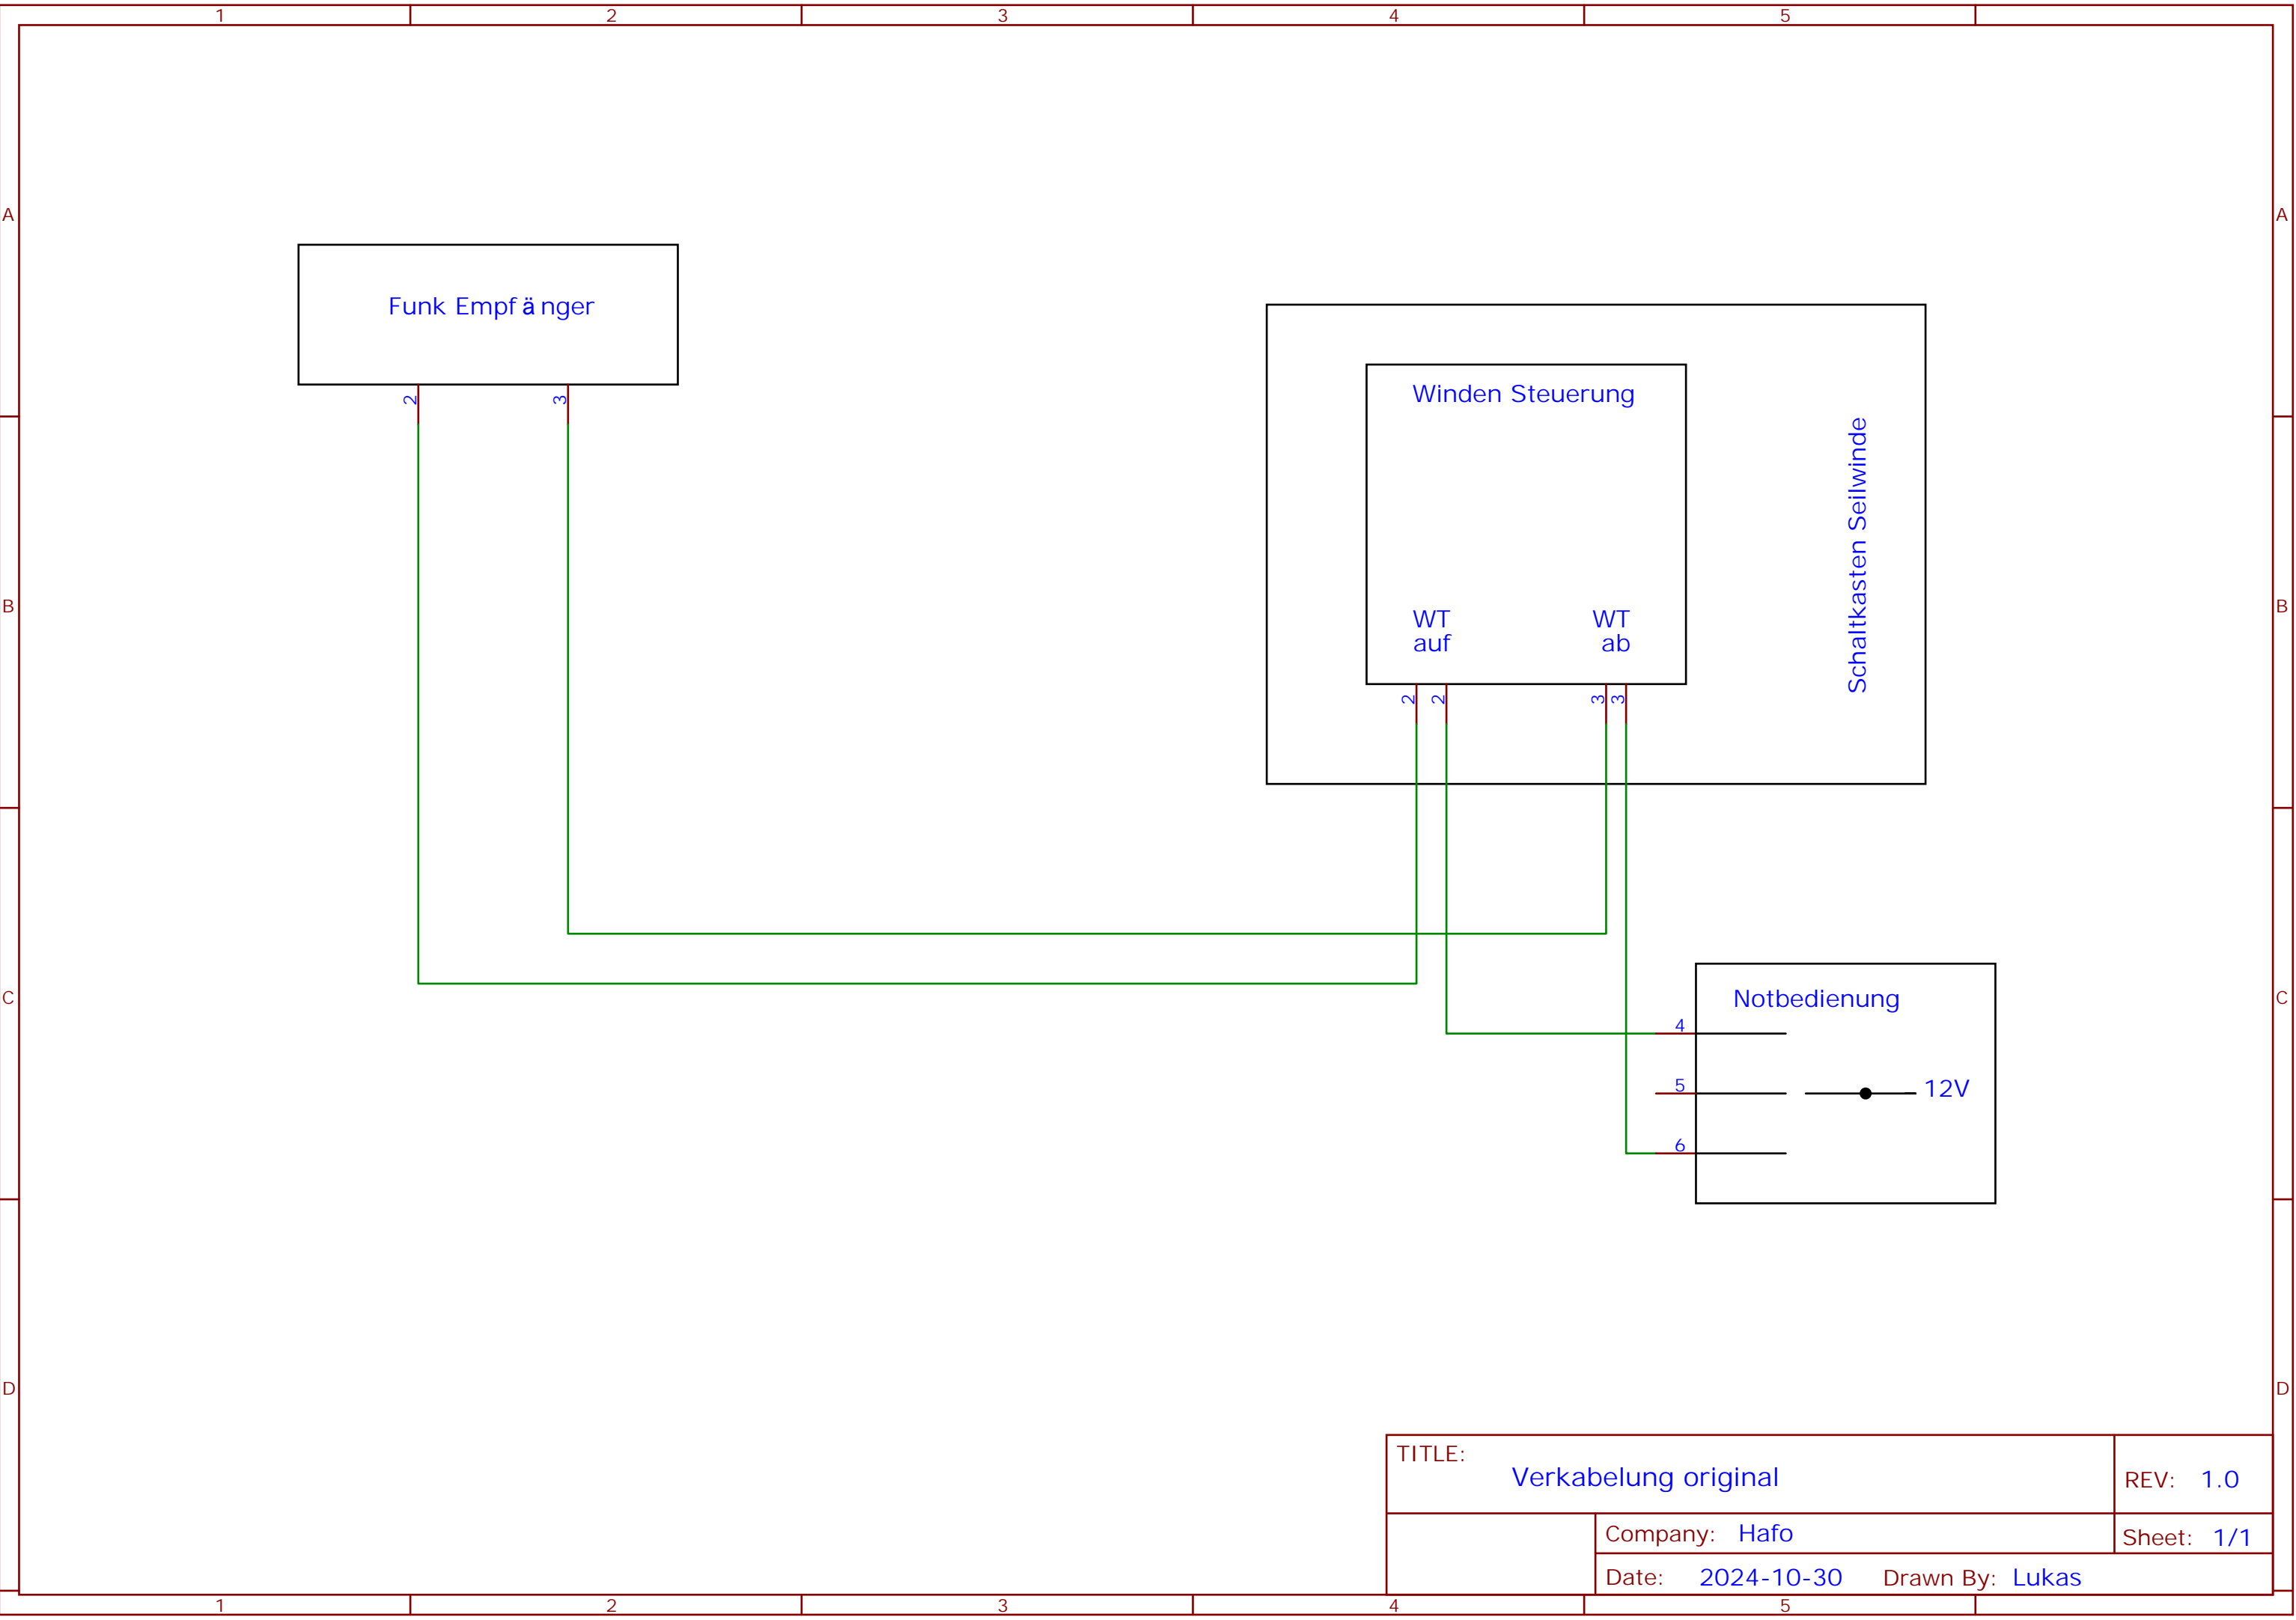 1 2 3 4 5
A A
Funk Empfänger
2 3
Winden Steuerung
Schaltkasten Seilwinde
B B
WT WT
auf ab
2 2 3 3
C C
Notbedienung
4
5 12V
6
D D
TITLE:
Verkabelung original
REV: 1.0
Company: Hafo
Sheet: 1/1
Date: 2024-10-30 Drawn By: Lukas
1 2 3 4 5